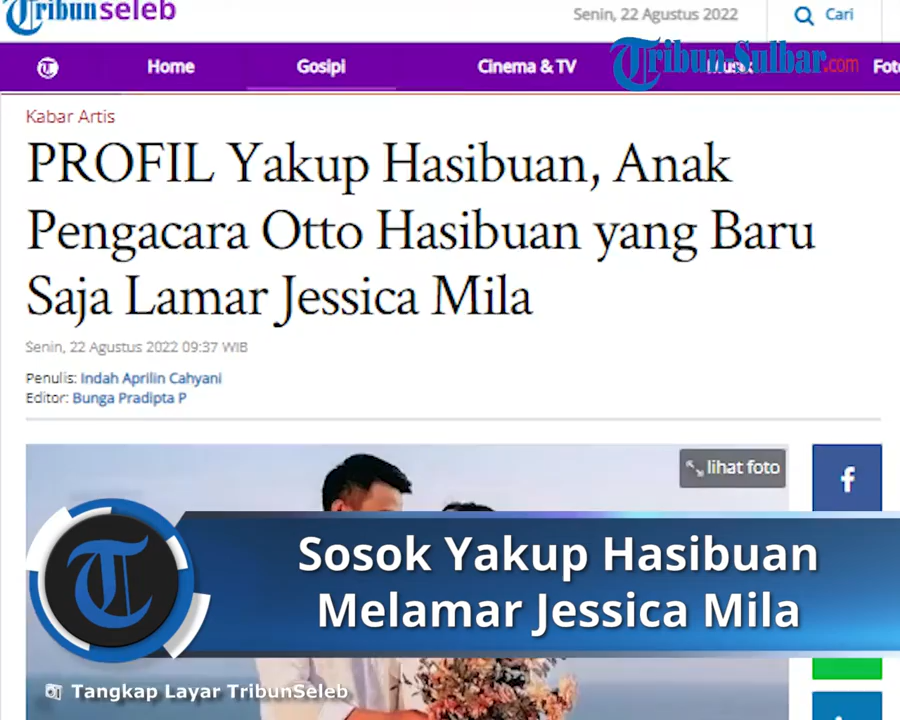 Tribunseleb
Senin, 22 Agustus 2022
Cari
Home
Gosipi
Cinema & TV
Tribun-Sulbar.com
Kabar Artis
PROFIL Yakup Hasibuan, Anak
Pengacara Otto Hasibuan yang Baru
Saja Lamar Jessica Mila
Senin, 22 Agustus 2022 09:37 WIB
Penulis: Indah Aprilin Cahyani
Editor: Bunga Pradipta P
lihat foto
f
Sosok Yakup Hasibuan
Melamar Jessica Mila
Tangkap Layar TribunSeleb